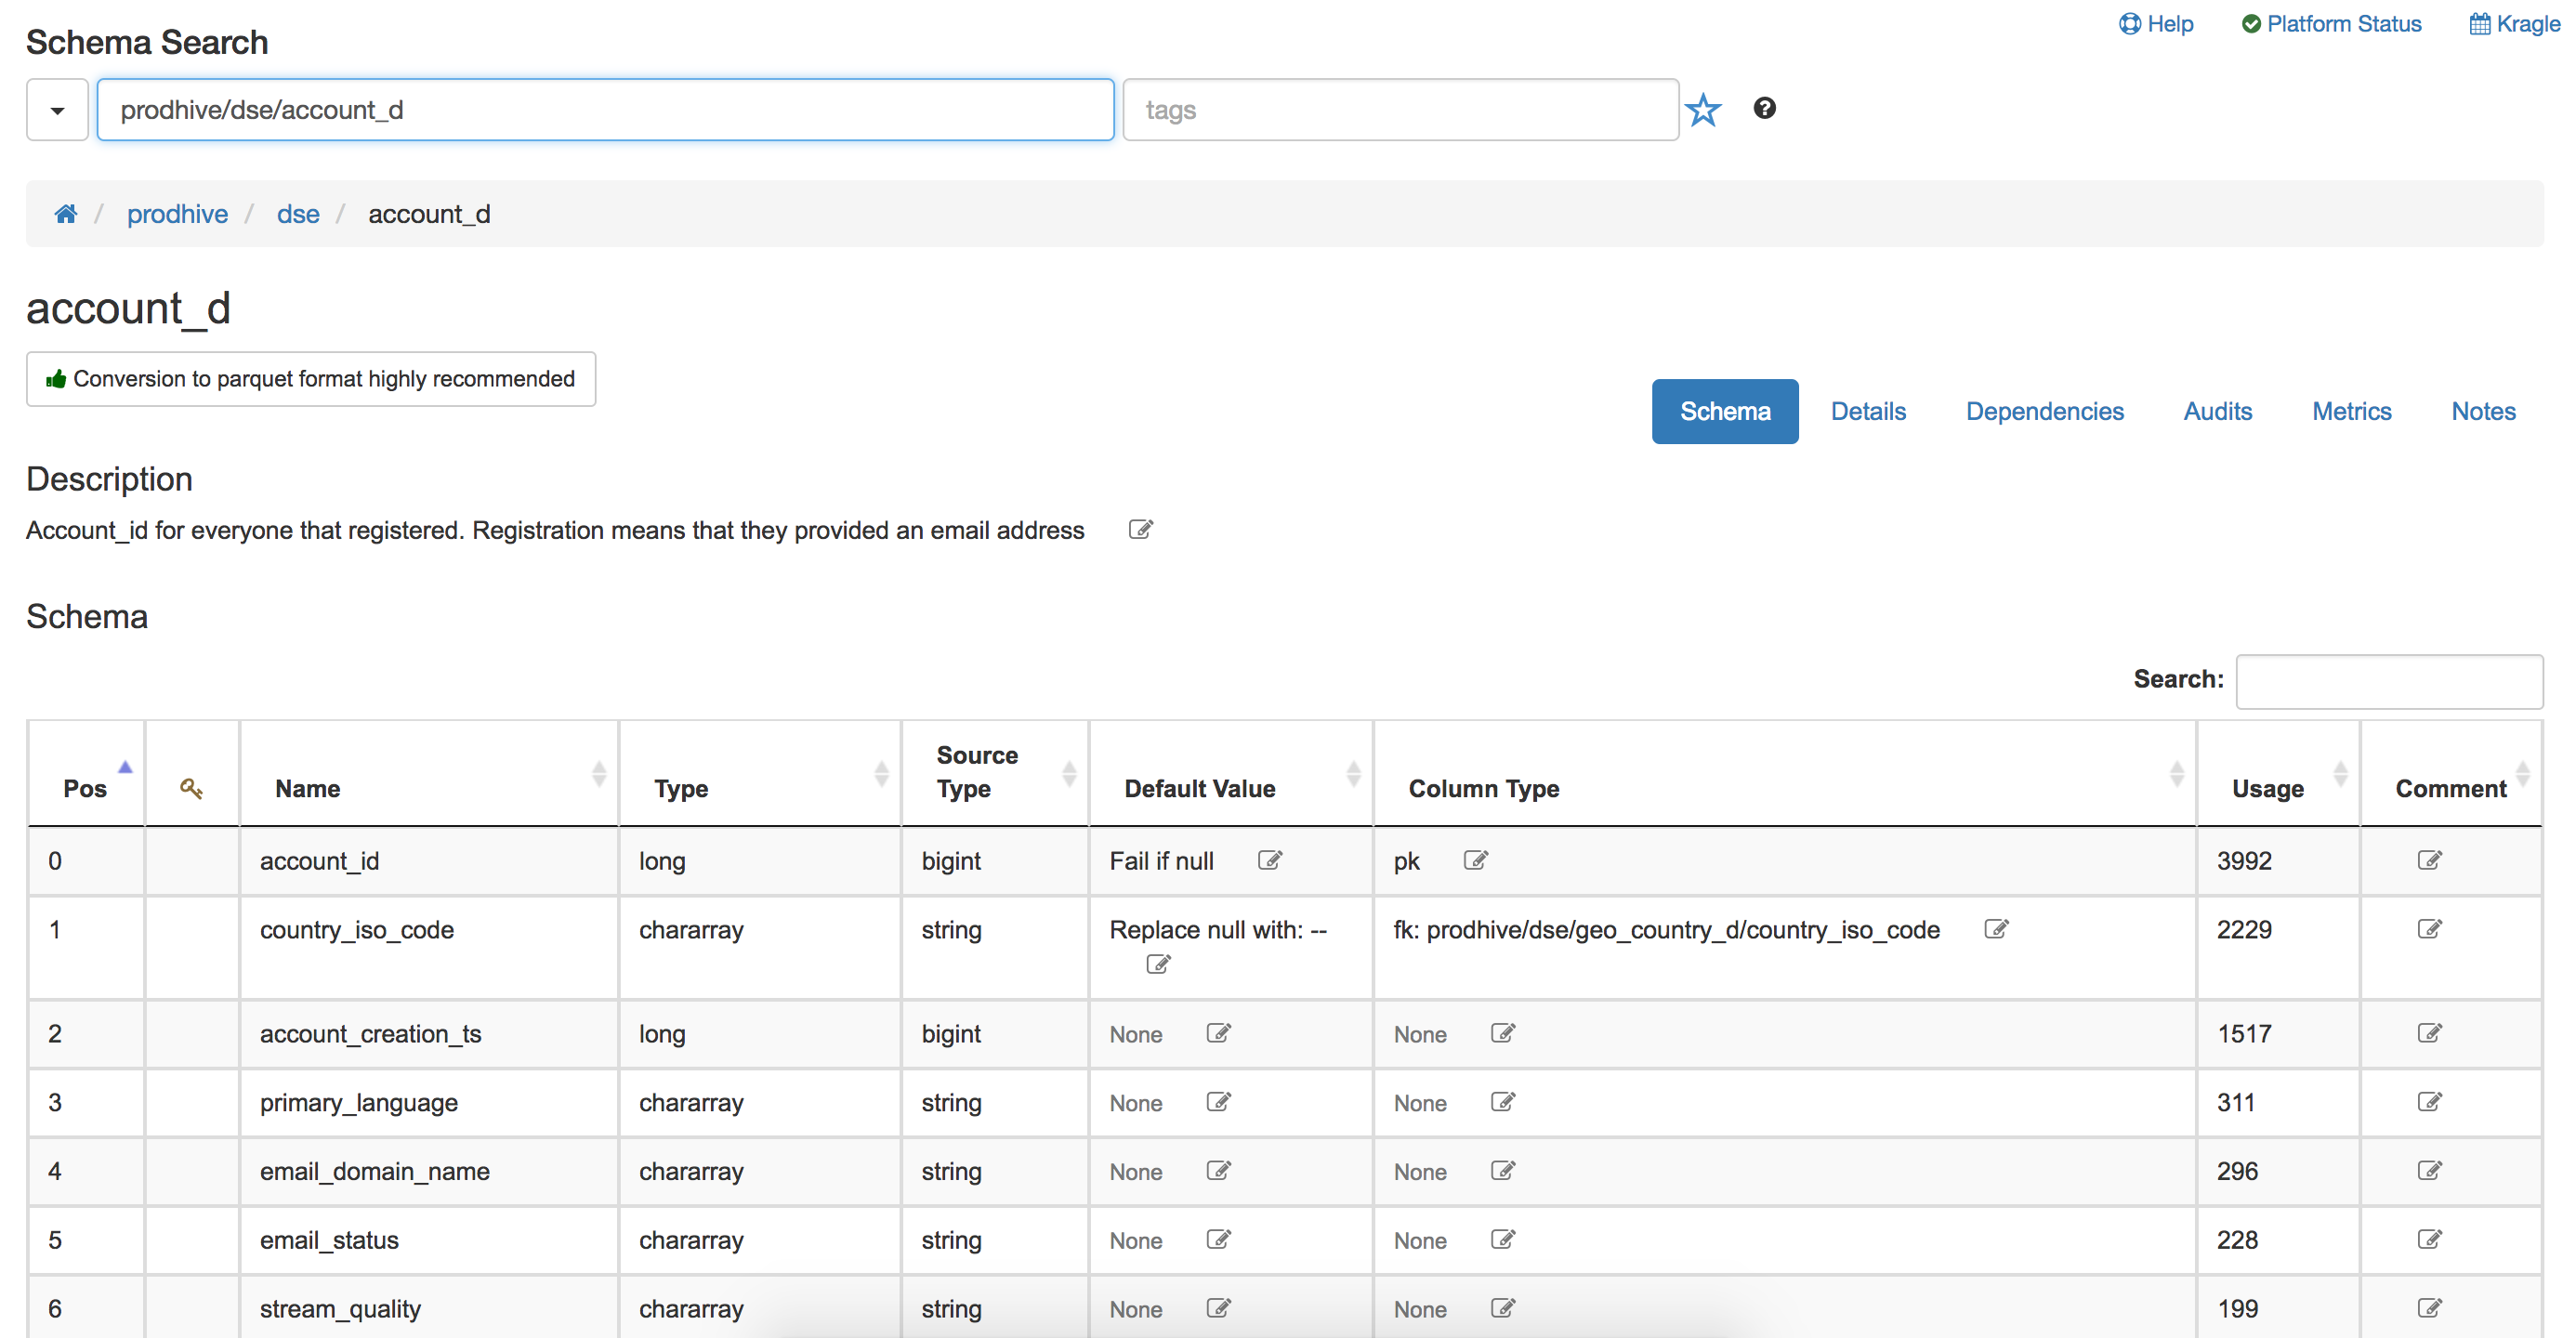 Help Platform Status Kragle
Schema Search
prodhive/dse/account_d tags
/ prodhive / dse / account_d
account_d
Conversion to parquet format highly recommended
Schema Details Dependencies Audits Metrics Notes
Description
Account_id for everyone that registered. Registration means that they provided an email address
Schema
Search:
Pos Name Type Source Type Default Value Column Type Usage Comment
0 account_id long bigint Fail if null pk 3992
1 country_iso_code chararray string Replace null with: -- fk: prodhive/dse/geo_country_d/country_iso_code 2229
2 account_creation_ts long bigint None None 1517
3 primary_language chararray string None None 311
4 email_domain_name chararray string None None 296
5 email_status chararray string None None 228
6 stream_quality chararray string None None 199